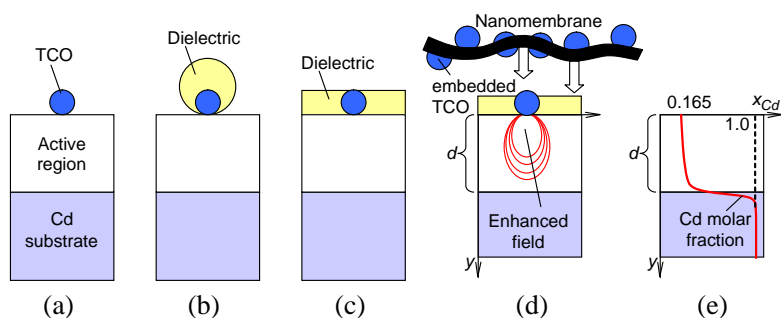 TCO
Active
region
Cd
substrate
(a)
Dielectric
(b)
Dielectric
(c)
Nanomembrane
embedded
TCO
d
Enhanced
field
y
(d)
0.165
x_Cd
1.0
d
Cd molar
fraction
y
(e)